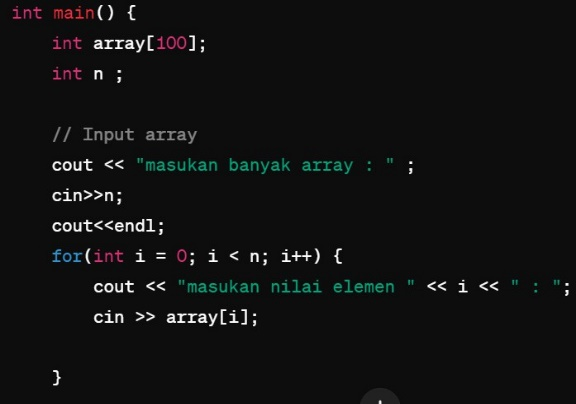 int main() {
    int array[100];
    int n ;

    // Input array
    cout << "masukan banyak array : " ;
    cin>>n;
    cout<<endl;
    for(int i = 0; i < n; i++) {
        cout << "masukan nilai elemen " << i << " : ";
        cin >> array[i];

    }